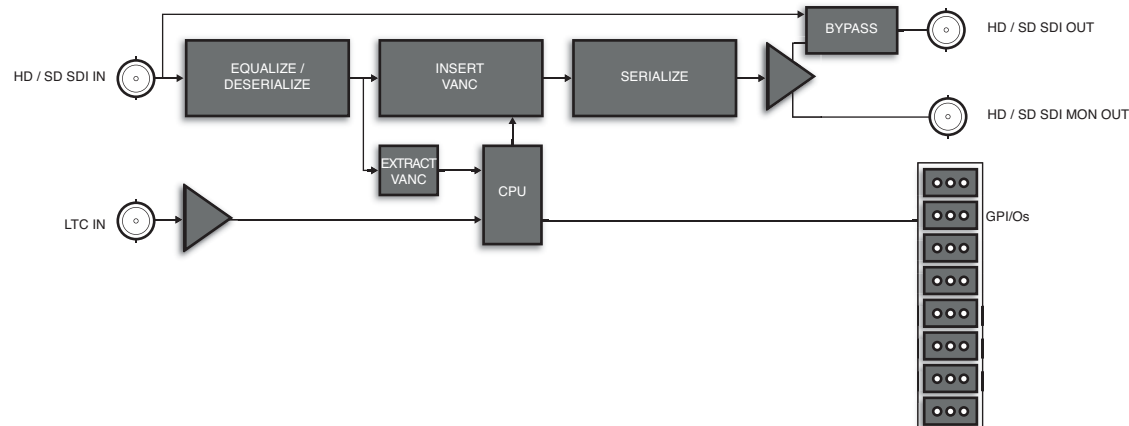 HD / SD SDI OUT
BYPASS
HD / SD SDI IN
EQUALIZE /
DESERIALIZE
INSERT
VANC
SERIALIZE
HD / SD SDI MON OUT
EXTRACT
VANC
CPU
LTC IN
GPI/Os